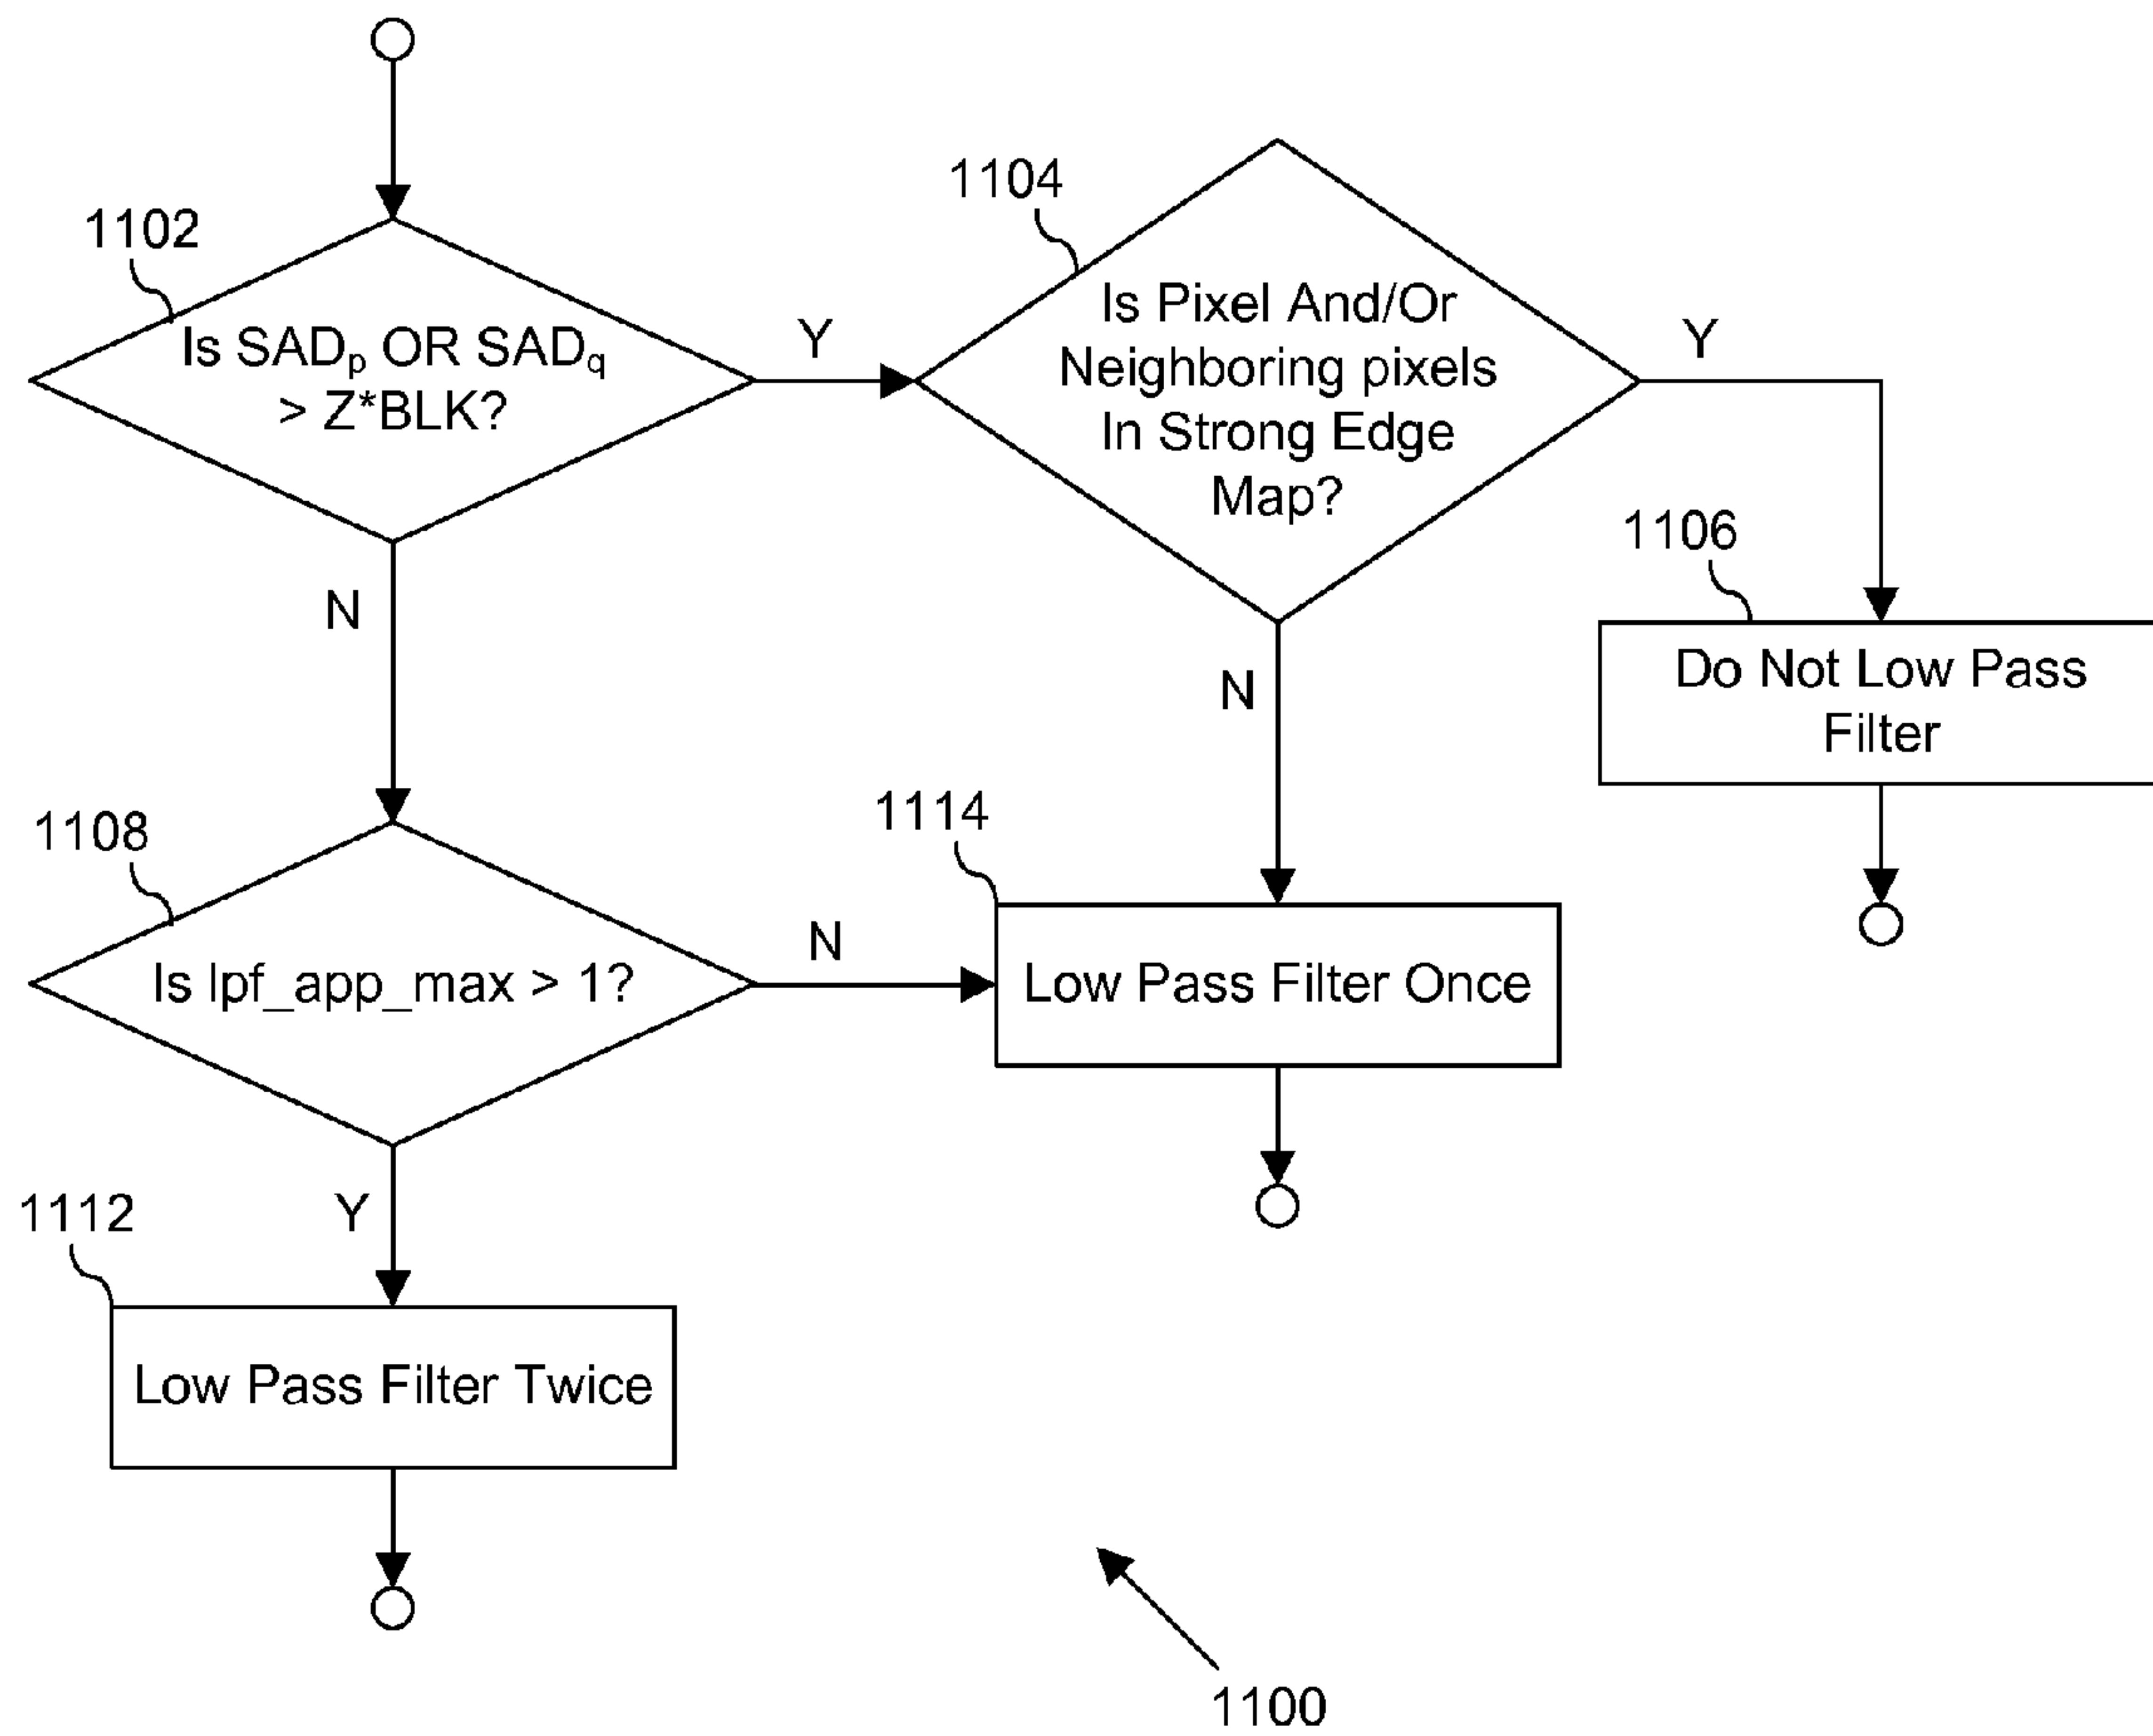 1102
Is SADp OR SADq
> Z*BLK?
Y
N
1104
Is Pixel And/Or
Neighboring pixels
In Strong Edge
Map?
Y
N
1106
Do Not Low Pass
Filter
1108
Is lpf_app_max > 1?
N
Y
1114
Low Pass Filter Once
1112
Low Pass Filter Twice
1100